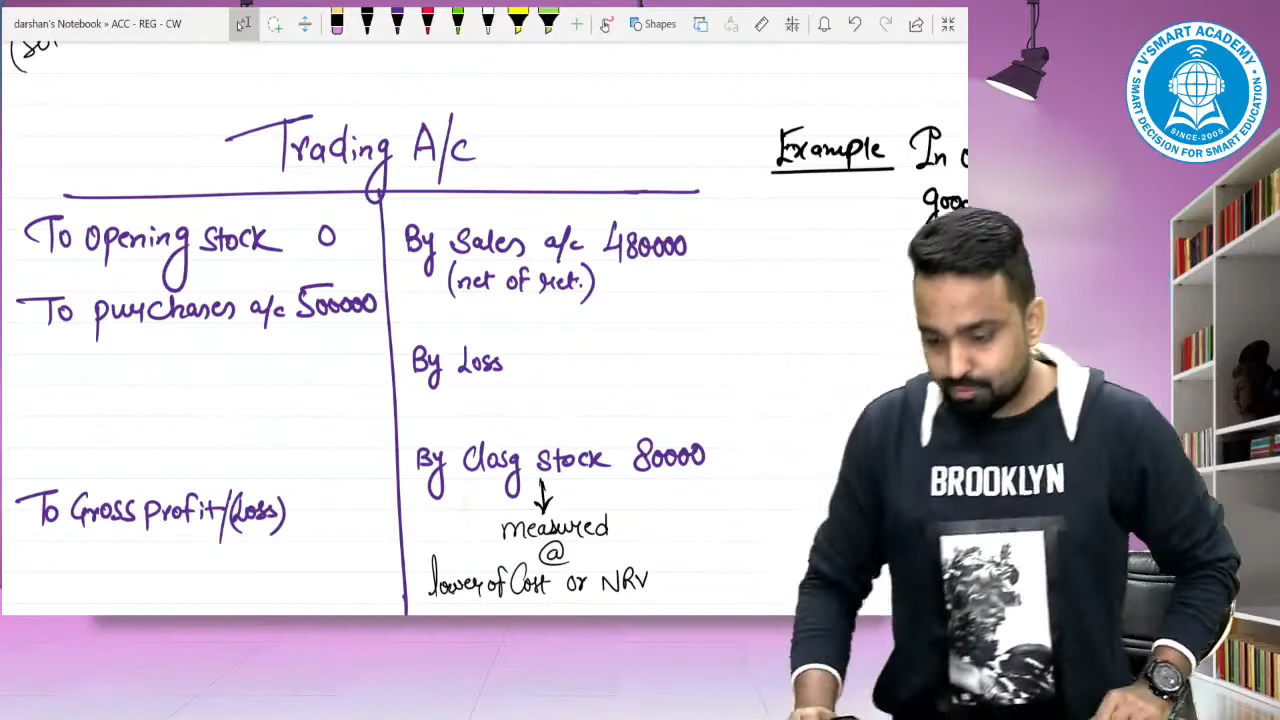 darshan's Notebook » ACC - REG - CW
Shapes
Trading A/c
To opening stock 0
To purchases a/c 500000
To Gross profit/(Loss)
By Sales a/c 480000
(net of ret.)
By Loss
By Closg stock 80000
measured
@
lower of Cost or NRV
Example In
V'SMART ACADEMY
SINCE-2005
SMART DECISION FOR SMART EDUCATION
BROOKLYN